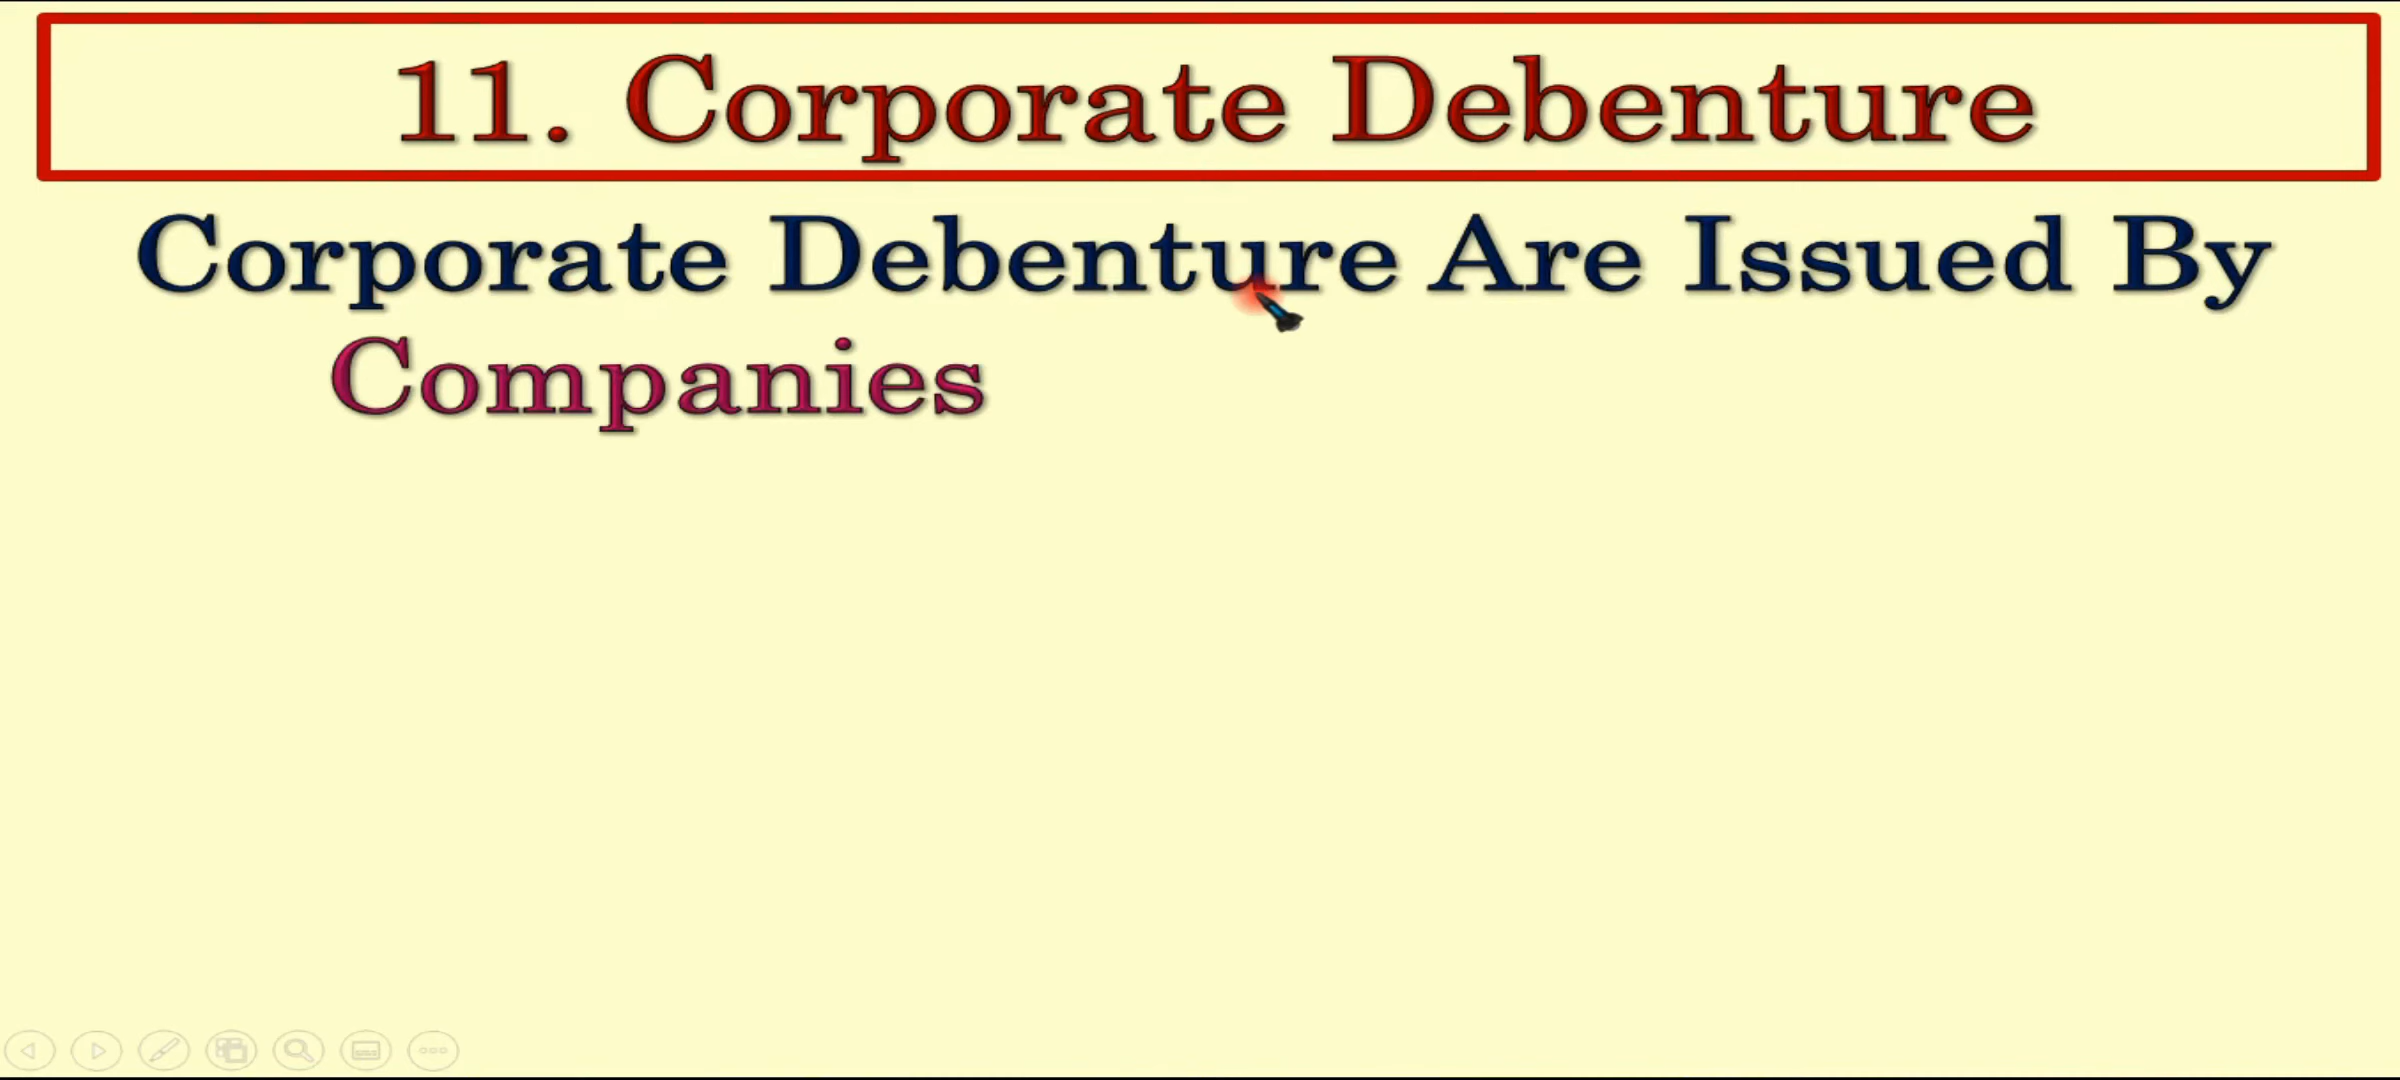 11. Corporate Debenture
Corporate Debenture Are Issued By
Companies